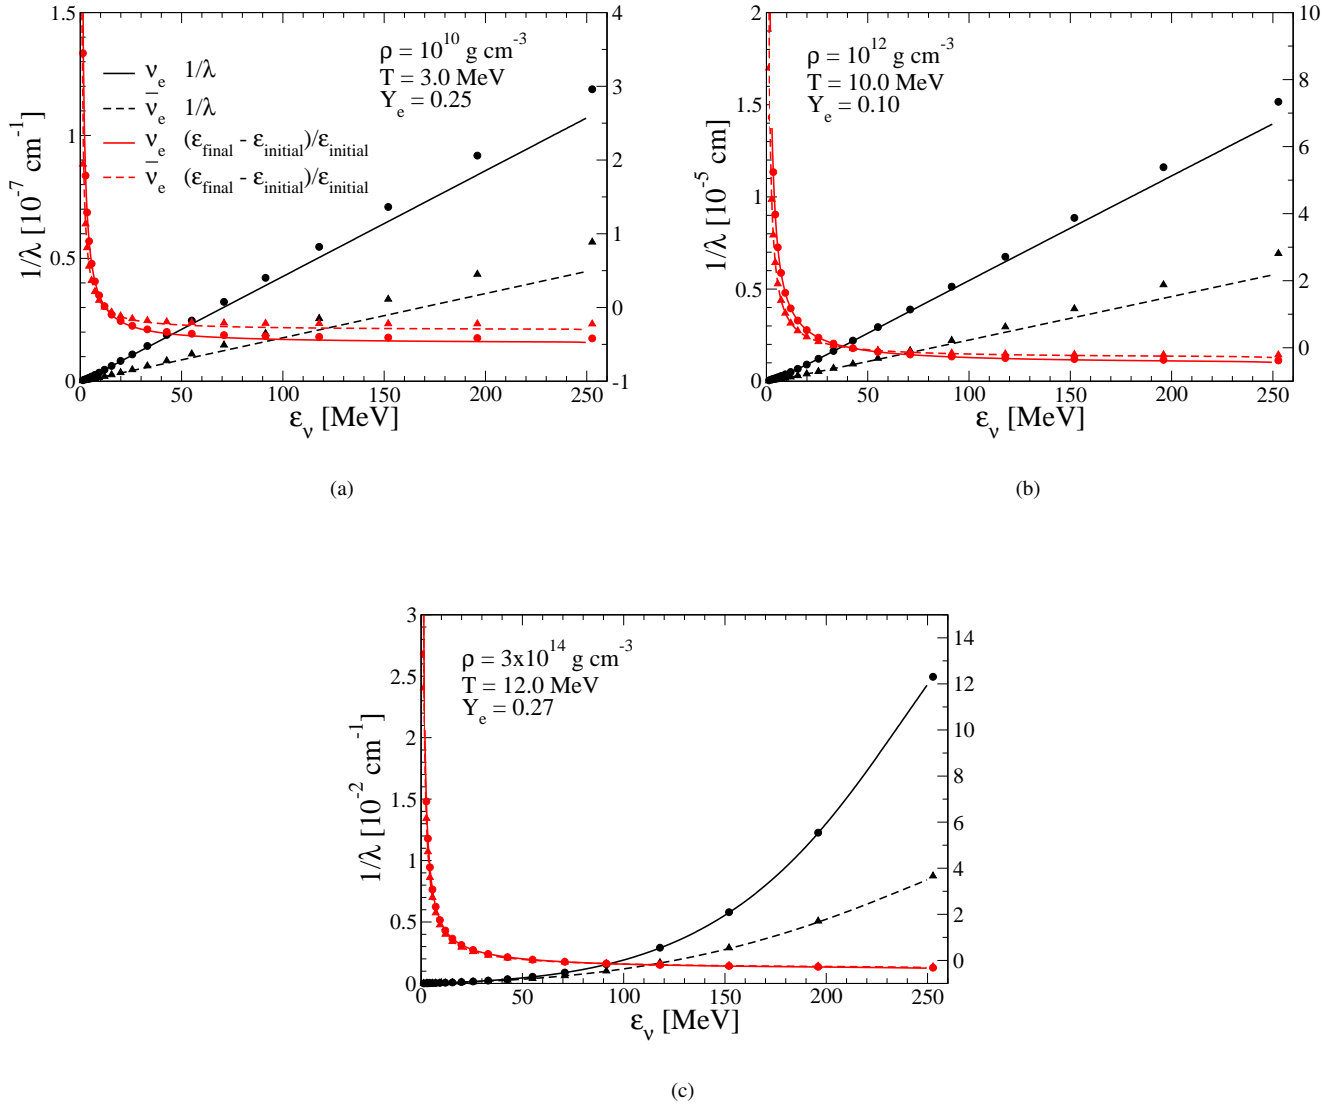 1.5
1
0.5
0
1/λ [10⁻⁷ cm⁻¹]
ν_e 1/λ
ν̅_e 1/λ
ν_e (ε_final - ε_initial)/ε_initial
ν̅_e (ε_final - ε_initial)/ε_initial
ρ = 10¹⁰ g cm⁻³
T = 3.0 MeV
Y_e = 0.25
4
3
2
1
0
-1
0 50 100 150 200 250
ε_ν [MeV]
(a)
2
1.5
1
0.5
0
1/λ [10⁻⁵ cm]
ρ = 10¹² g cm⁻³
T = 10.0 MeV
Y_e = 0.10
10
8
6
4
2
0
0 50 100 150 200 250
ε_ν [MeV]
(b)
3
2.5
2
1.5
1
0.5
0
1/λ [10⁻² cm⁻¹]
ρ = 3x10¹⁴ g cm⁻³
T = 12.0 MeV
Y_e = 0.27
14
12
10
8
6
4
2
0
0 50 100 150 200 250
ε_ν [MeV]
(c)